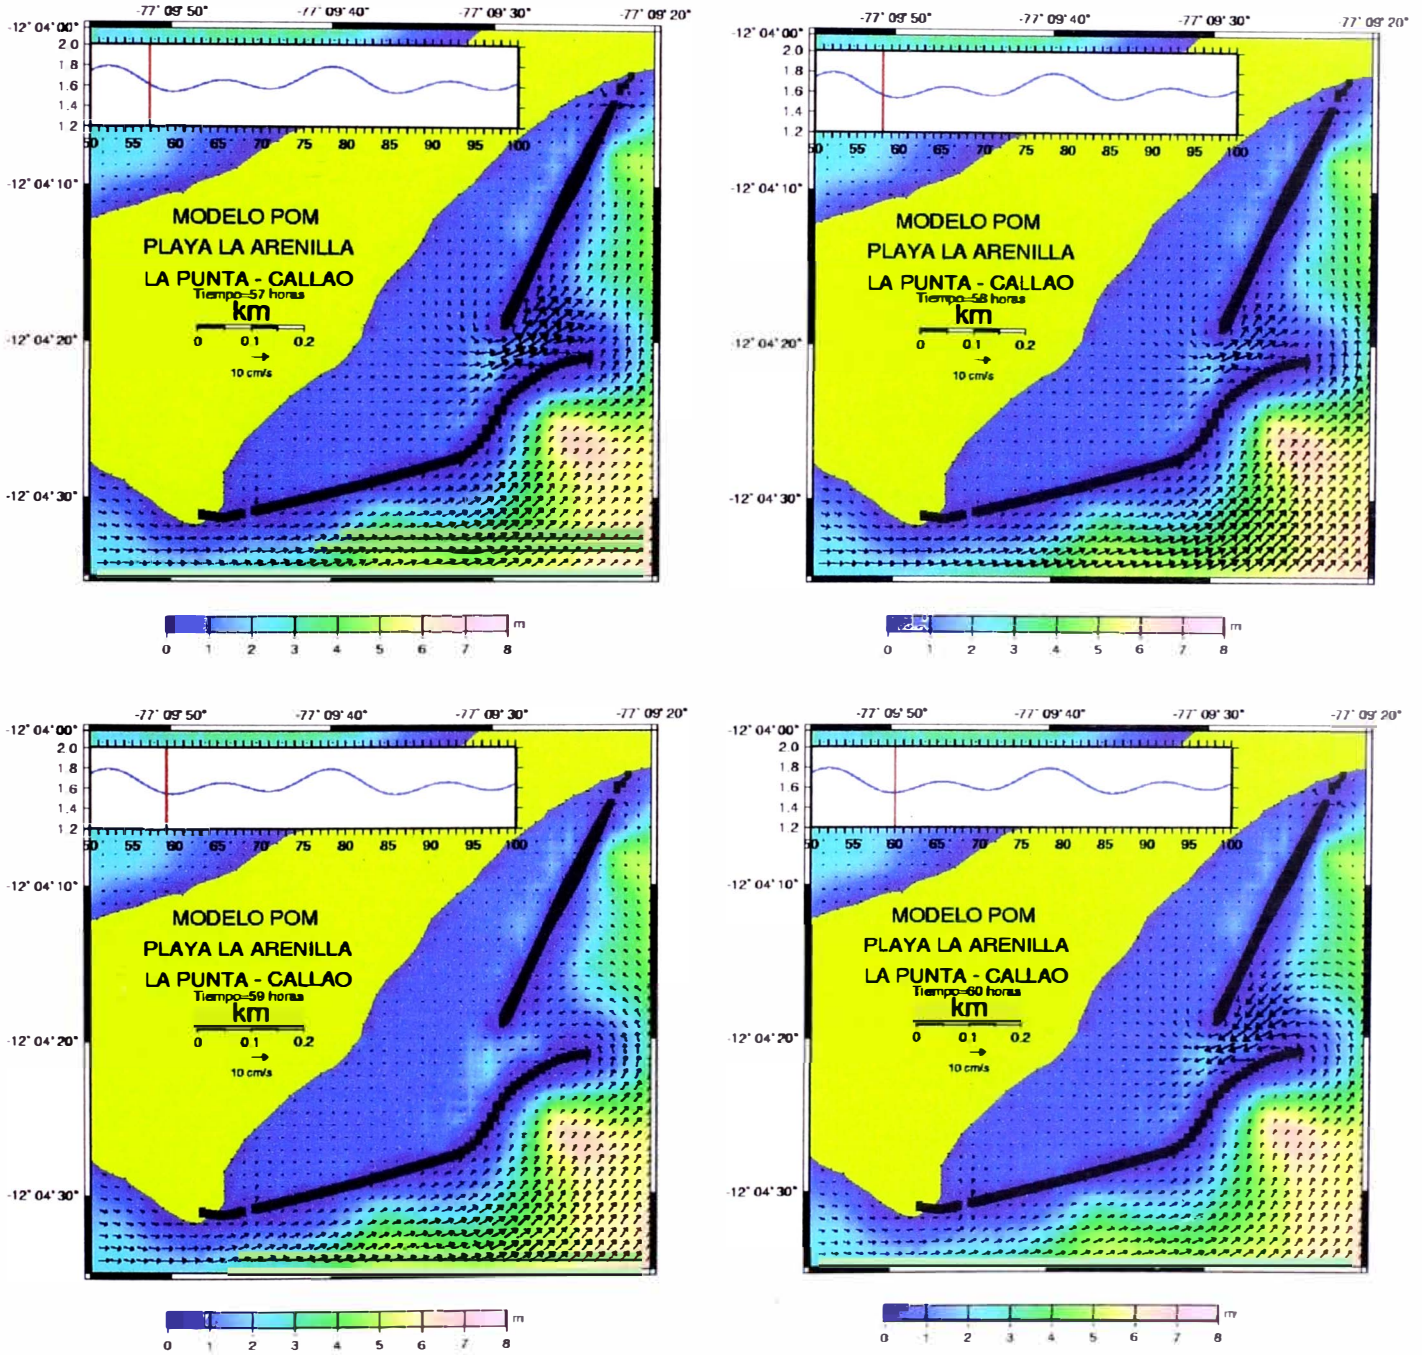 -77° 09' 50" -77° 09' 40" -77° 09' 30" -77° 09' 20"
-12° 04' 00"
2.0
1.8
1.6
1.4
1.2
50 55 60 65 70 75 80 85 90 95 100
-12° 04' 10"
MODELO POM
PLAYA LA ARENILLA
LA PUNTA - CALLAO
Tiempo=57 horas
km
0 0.1 0.2
10 cm/s
-12° 04' 20"
-12° 04' 30"
m
0 1 2 3 4 5 6 7 8
-77° 09' 50" -77° 09' 40" -77° 09' 30" -77° 09' 20"
-12° 04' 00"
2.0
1.8
1.6
1.4
1.2
50 55 60 65 70 75 80 85 90 95 100
-12° 04' 10"
MODELO POM
PLAYA LA ARENILLA
LA PUNTA - CALLAO
Tiempo=58 horas
km
0 0.1 0.2
10 cm/s
-12° 04' 20"
-12° 04' 30"
m
0 1 2 3 4 5 6 7 8
-77° 09' 50" -77° 09' 40" -77° 09' 30" -77° 09' 20"
-12° 04' 00"
2.0
1.8
1.6
1.4
1.2
50 55 60 65 70 75 80 85 90 95 100
-12° 04' 10"
MODELO POM
PLAYA LA ARENILLA
LA PUNTA - CALLAO
Tiempo=59 horas
km
0 0.1 0.2
10 cm/s
-12° 04' 20"
-12° 04' 30"
m
0 1 2 3 4 5 6 7 8
-77° 09' 50" -77° 09' 40" -77° 09' 30" -77° 09' 20"
-12° 04' 00"
2.0
1.8
1.6
1.4
1.2
50 55 60 65 70 75 80 85 90 95 100
-12° 04' 10"
MODELO POM
PLAYA LA ARENILLA
LA PUNTA - CALLAO
Tiempo=60 horas
km
0 0.1 0.2
10 cm/s
-12° 04' 20"
-12° 04' 30"
m
0 1 2 3 4 5 6 7 8